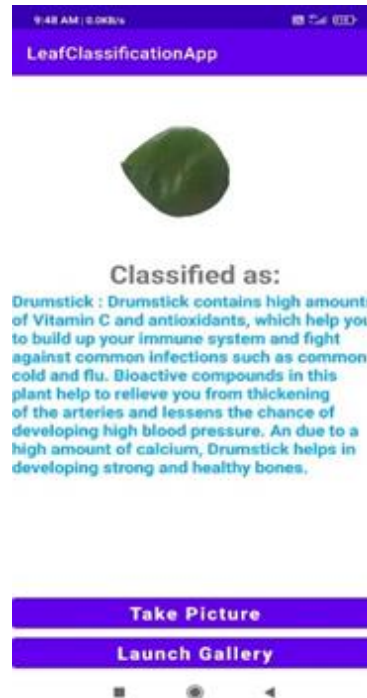 9:48 AM | 0.0KB/s
LeafClassificationApp
Classified as:
Drumstick : Drumstick contains high amount
of Vitamin C and antioxidants, which help you
to build up your immune system and fight
against common infections such as common
cold and flu. Bioactive compounds in this
plant help to relieve you from thickening
of the arteries and lessens the chance of
developing high blood pressure. An due to a
high amount of calcium, Drumstick helps in
developing strong and healthy bones.
Take Picture
Launch Gallery